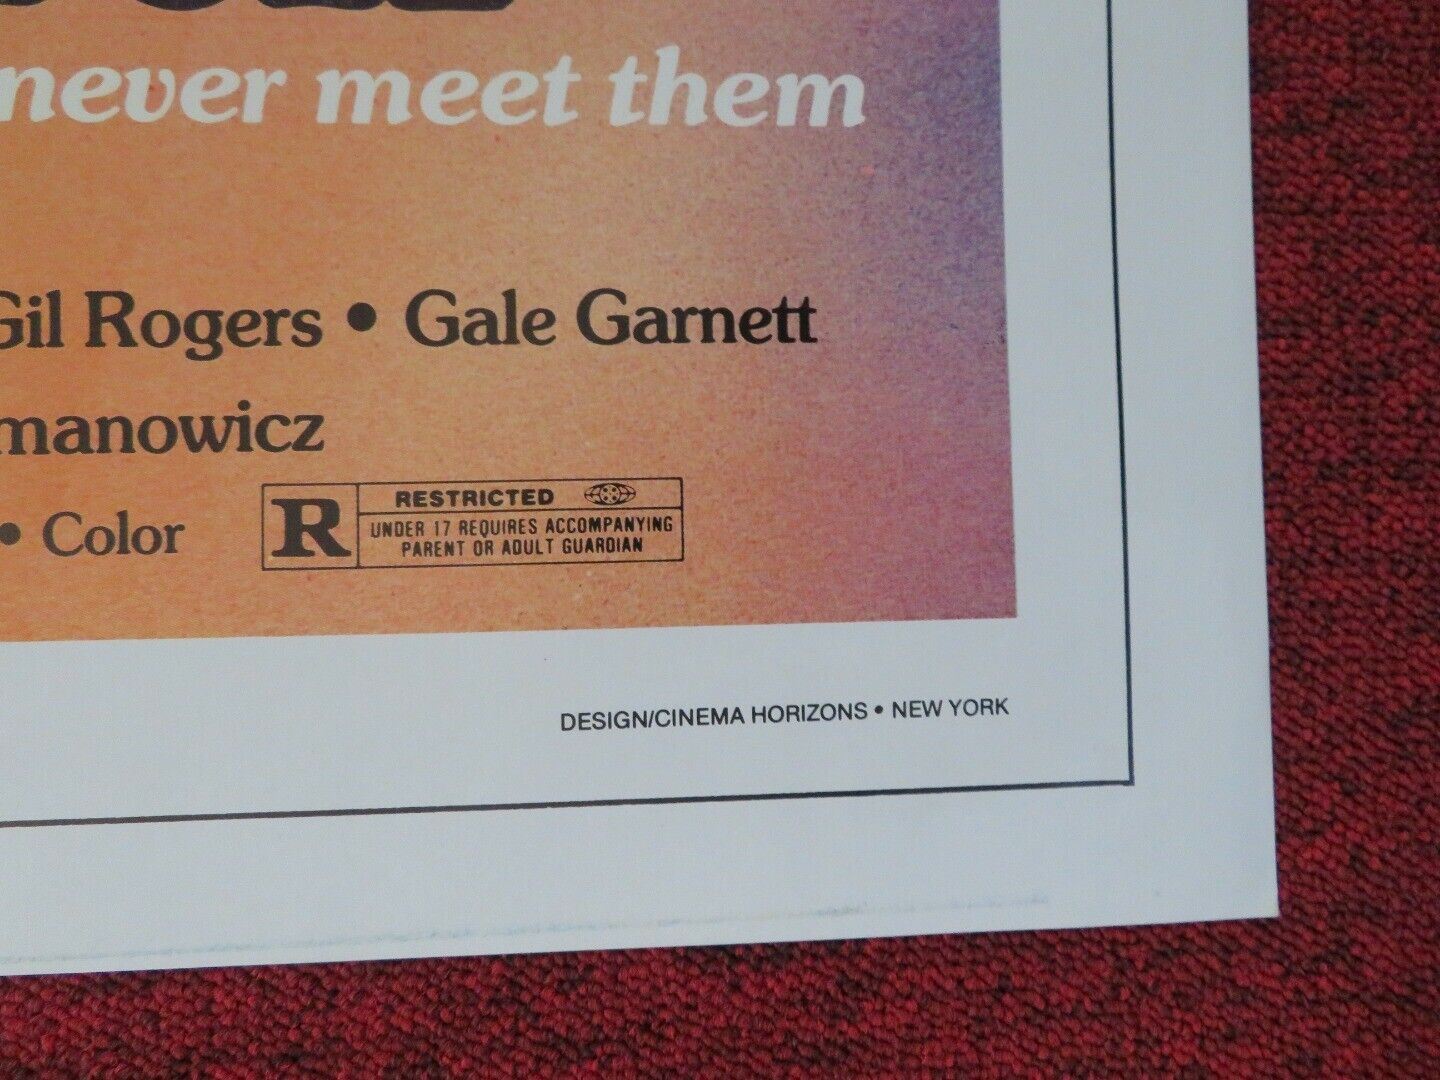 never meet them
Gil Rogers • Gale Garnett
manowicz
• Color
R
RESTRICTED
UNDER 17 REQUIRES ACCOMPANYING
PARENT OR ADULT GUARDIAN
DESIGN/CINEMA HORIZONS • NEW YORK